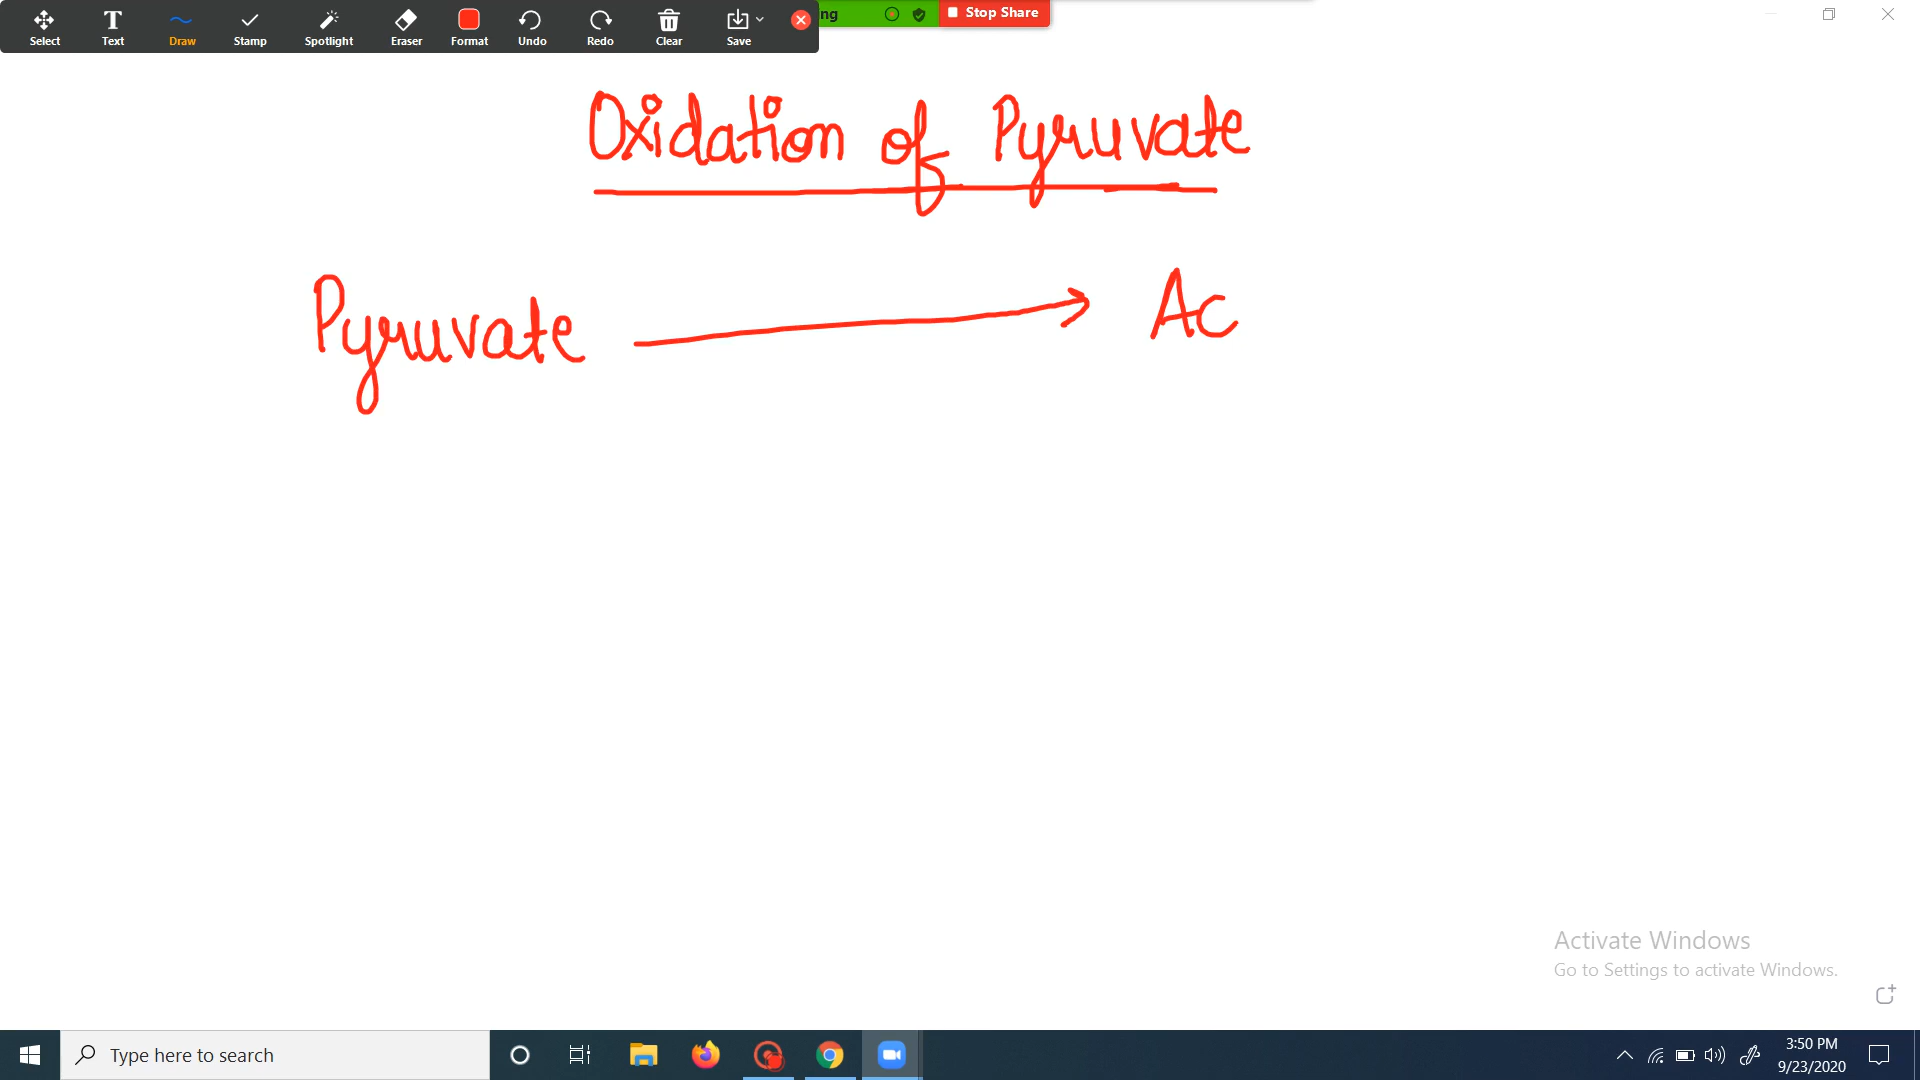 Select Text Draw Stamp Spotlight Eraser Format Undo Redo Clear Save ng Stop Share
Oxidation of Pyruvate
Pyruvate Ac
Activate Windows
Go to Settings to activate Windows.
Type here to search
3:50 PM
9/23/2020